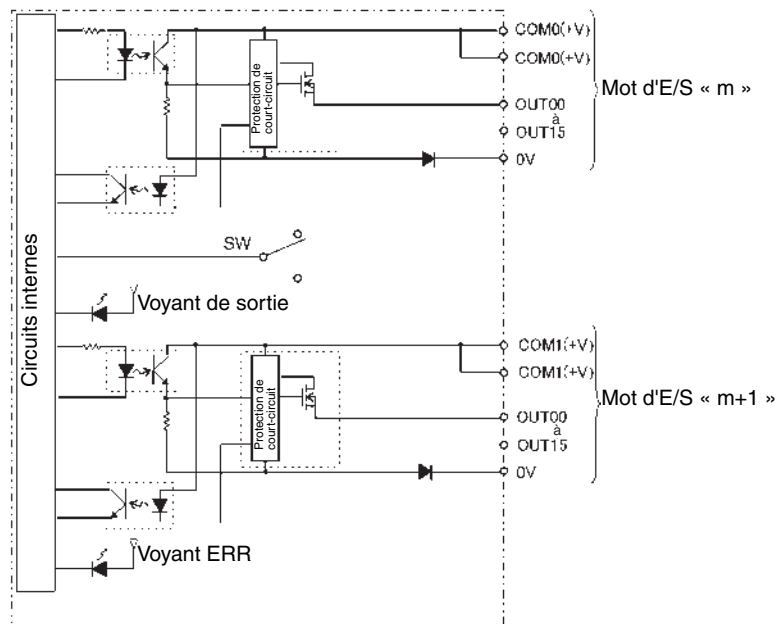 COM0(+V)
COM0(+V)
Mot d'E/S « m »
OUT00
à
OUT15
0V
Protection de
court-circuit
Circuits internes
SW
Voyant de sortie
COM1(+V)
COM1(+V)
Mot d'E/S « m+1 »
OUT00
à
OUT15
0V
Protection de
court-circuit
Voyant ERR